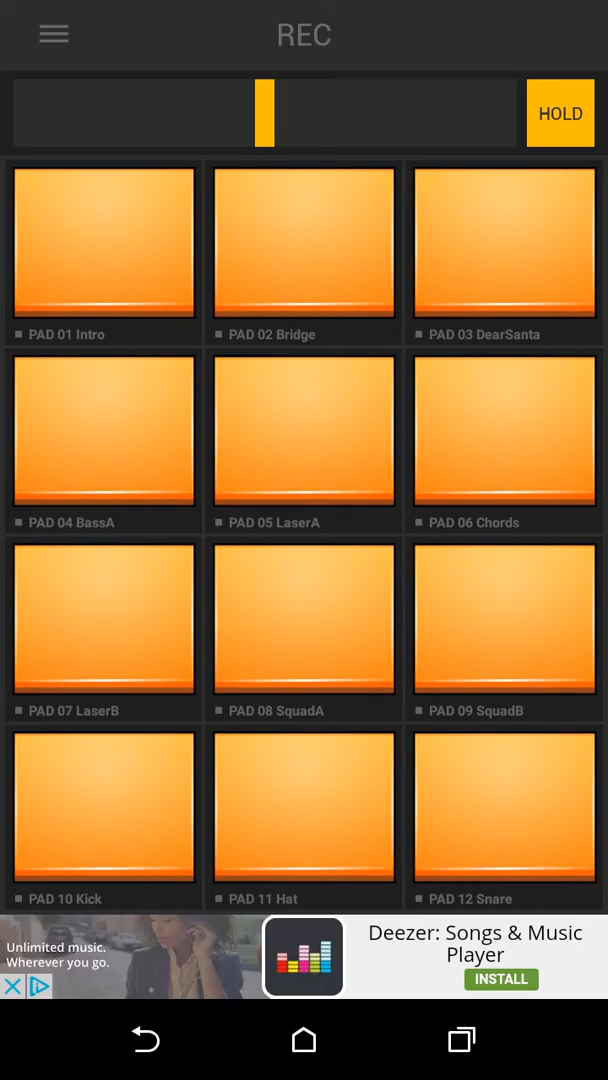 REC
HOLD
PAD 01 Intro
PAD 02 Bridge
PAD 03 DearSanta
PAD 04 BassA
PAD 05 LaserA
PAD 06 Chords
PAD 07 LaserB
PAD 08 SquadA
PAD 09 SquadB
PAD 10 Kick
PAD 11 Hat
PAD 12 Snare
Unlimited music.
Wherever you go.
Deezer: Songs & Music
Player
INSTALL